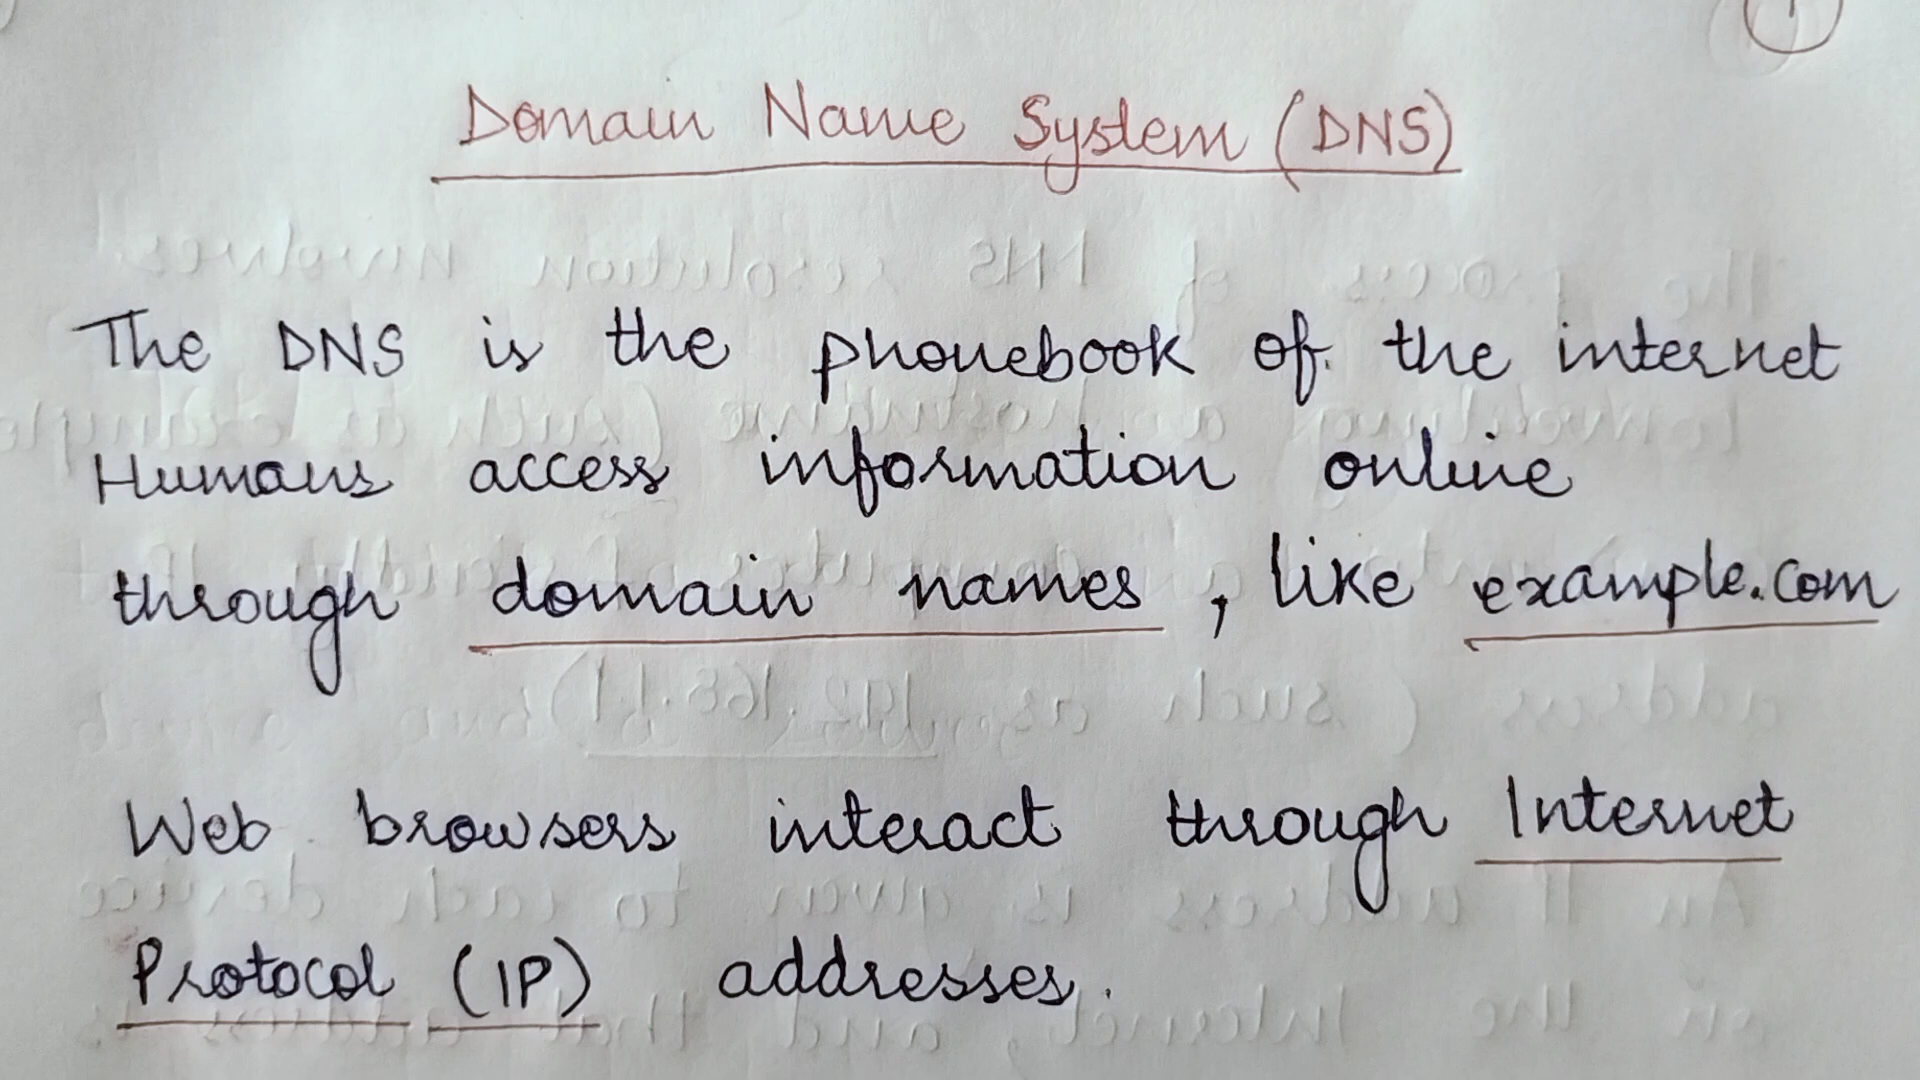 1
Domain Name System (DNS)
The DNS is the phonebook of the internet
Humans access information online
through domain names, like example.com
Web browsers interact through Internet
Protocol (IP) addresses.